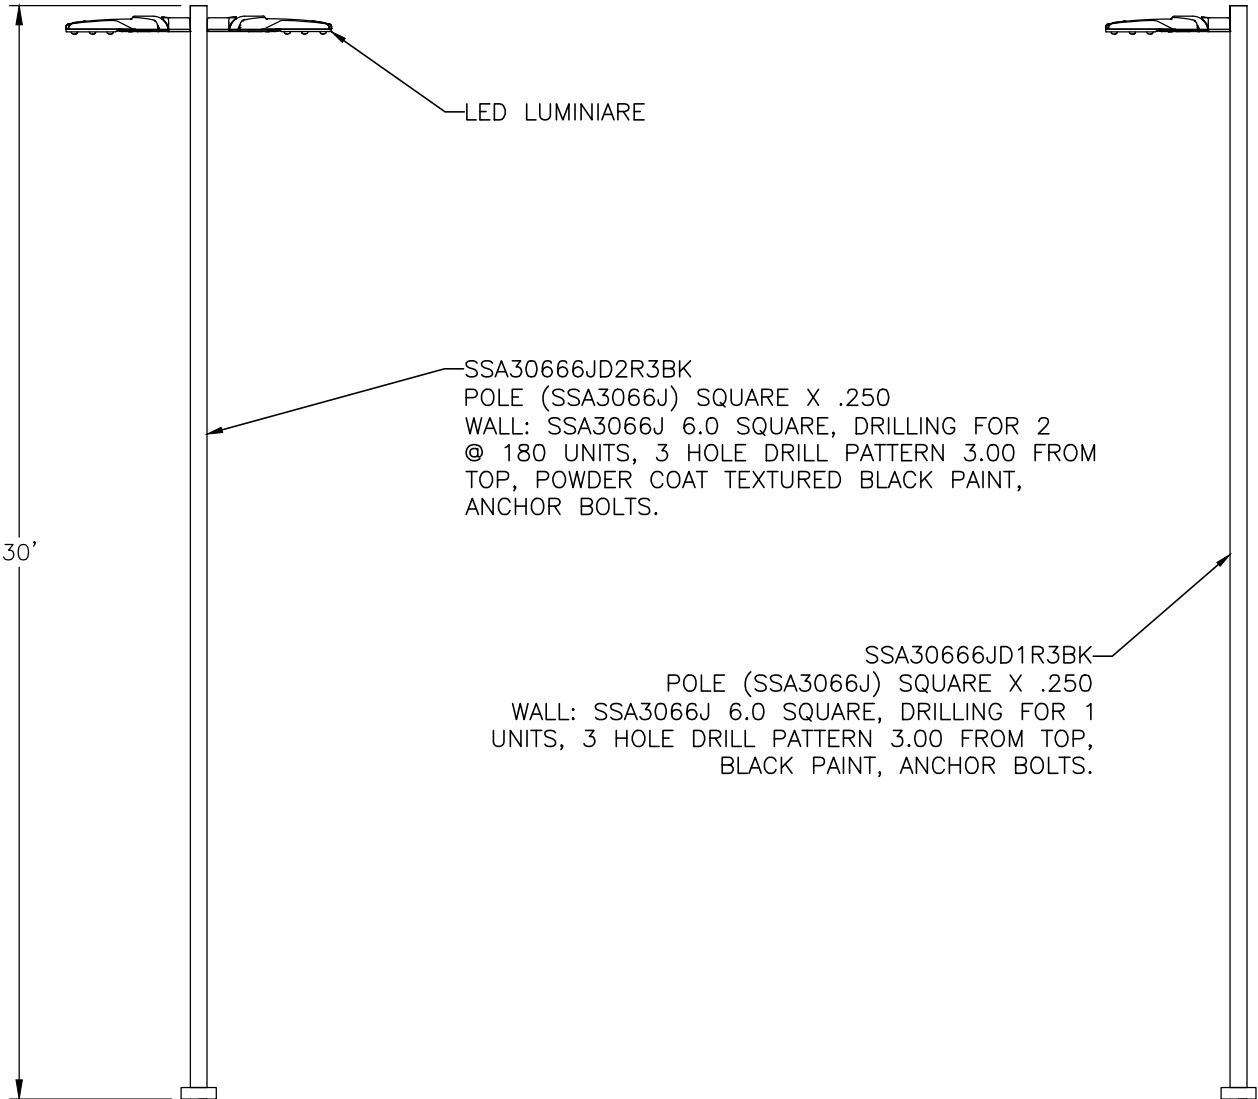 LED LUMINIARE
SSA30666JD2R3BK
POLE (SSA3066J) SQUARE X .250
WALL: SSA3066J 6.0 SQUARE, DRILLING FOR 2
@ 180 UNITS, 3 HOLE DRILL PATTERN 3.00 FROM
TOP, POWDER COAT TEXTURED BLACK PAINT,
ANCHOR BOLTS.
30'
SSA30666JD1R3BK
POLE (SSA3066J) SQUARE X .250
WALL: SSA3066J 6.0 SQUARE, DRILLING FOR 1
UNITS, 3 HOLE DRILL PATTERN 3.00 FROM TOP,
BLACK PAINT, ANCHOR BOLTS.